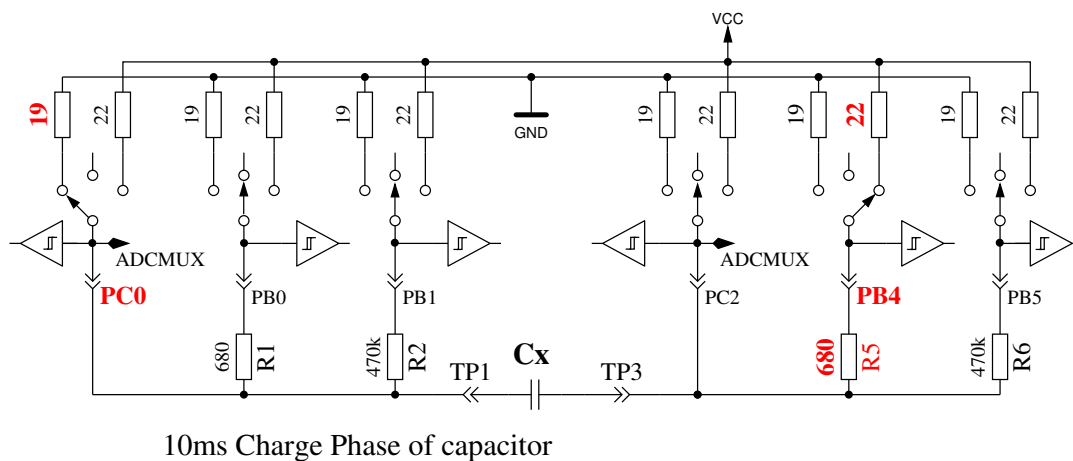 VCC
19 22 19 22 19 22 GND 19 22 19 22 19 22
ADCMUX ADCMUX
PC0 PB0 PB1 PC2 PB4 PB5
680 R1 470k R2 680 R5 470k R6
TP1 Cx TP3
10ms Charge Phase of capacitor